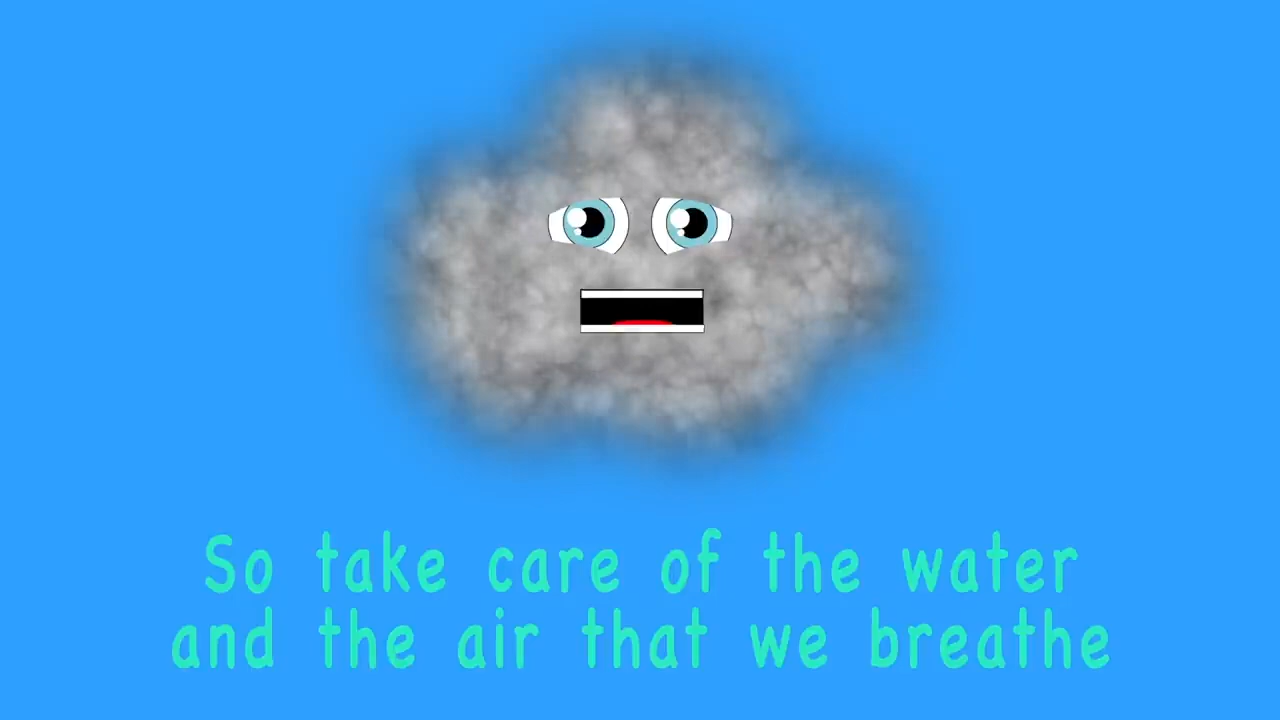 So take care of the water
and the air that we breathe